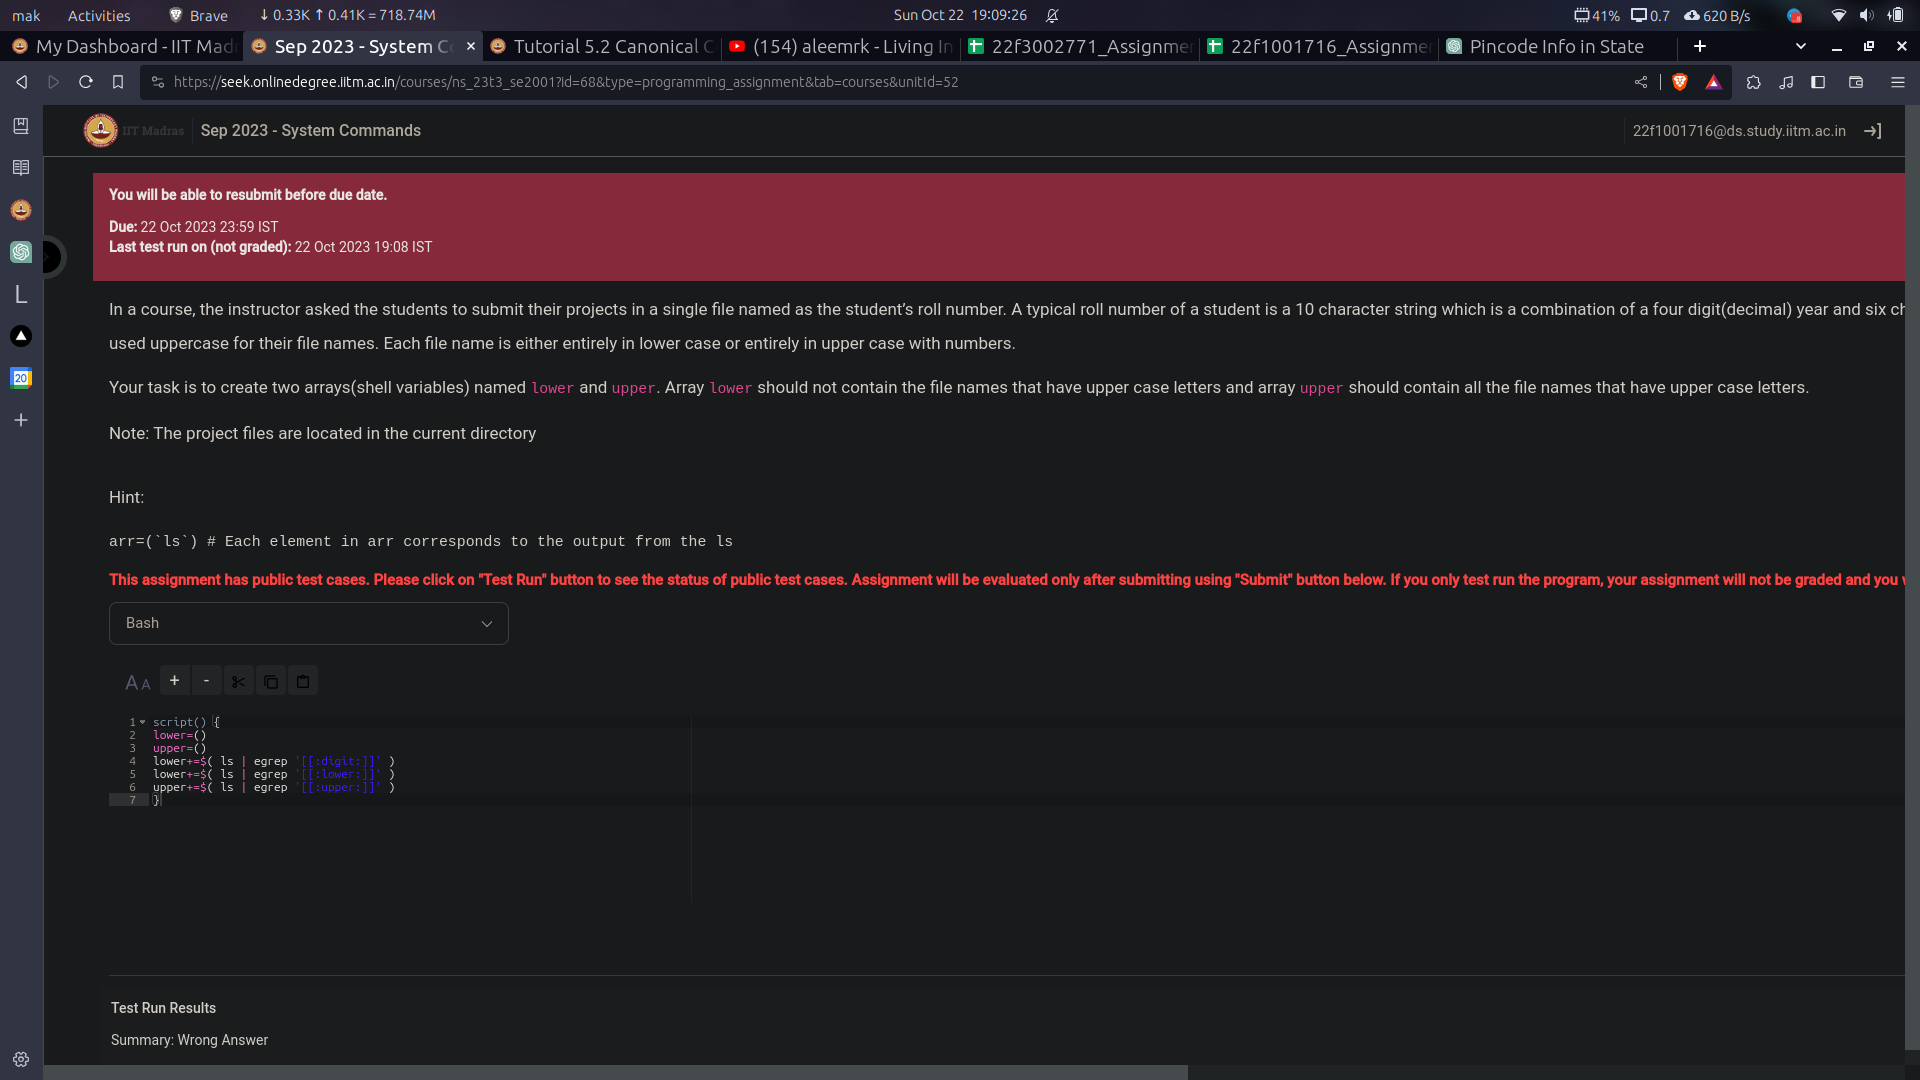 mak Activities Brave ↓ 0.33K ↑ 0.41K = 718.74M Sun Oct 22 19:09:26 41% 0.7 620 B/s
My Dashboard - IIT Mad Sep 2023 - System Co Tutorial 5.2 Canonical C (154) aleemrk - Living In 22f3002771_Assignmen 22f1001716_Assignmen Pincode Info in State
https://seek.onlinedegree.iitm.ac.in/courses/ns_23t3_se2001?id=68&type=programming_assignment&tab=courses&unitId=52
IIT Madras Sep 2023 - System Commands 22f1001716@ds.study.iitm.ac.in
You will be able to resubmit before due date.
Due: 22 Oct 2023 23:59 IST
Last test run on (not graded): 22 Oct 2023 19:08 IST
L
20
In a course, the instructor asked the students to submit their projects in a single file named as the student’s roll number. A typical roll number of a student is a 10 character string which is a combination of a four digit(decimal) year and six ch
used uppercase for their file names. Each file name is either entirely in lower case or entirely in upper case with numbers.
Your task is to create two arrays(shell variables) named lower and upper. Array lower should not contain the file names that have upper case letters and array upper should contain all the file names that have upper case letters.
Note: The project files are located in the current directory
Hint:
arr=(`ls`) # Each element in arr corresponds to the output from the ls
This assignment has public test cases. Please click on "Test Run" button to see the status of public test cases. Assignment will be evaluated only after submitting using "Submit" button below. If you only test run the program, your assignment will not be graded and you
Bash
A A + -
1 script() {
2 lower=()
3 upper=()
4 lower+=$( ls | egrep '[[:digit:]]' )
5 lower+=$( ls | egrep '[[:lower:]]' )
6 upper+=$( ls | egrep '[[:upper:]]' )
7 }
Test Run Results
Summary: Wrong Answer